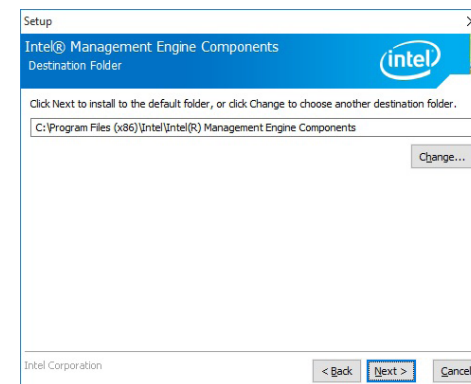 Setup
Intel® Management Engine Components
Destination Folder
intel
Click Next to install to the default folder, or click Change to choose another destination folder.
C:\Program Files (x86)\Intel\Intel(R) Management Engine Components
Change...
Intel Corporation
< Back Next > Cancel